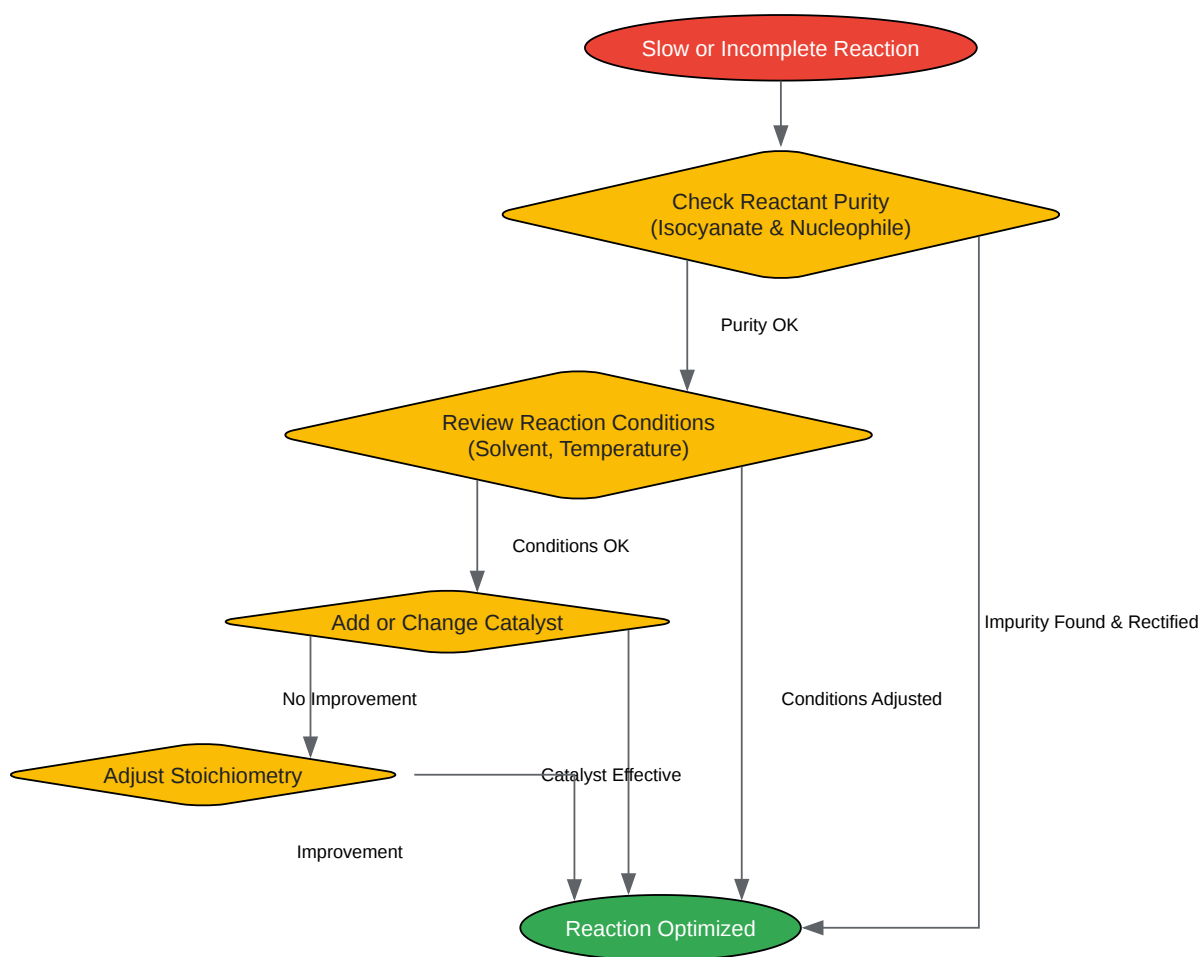 Slow or Incomplete Reaction
Check Reactant Purity
(Isocyanate & Nucleophile)
Purity OK
Review Reaction Conditions
(Solvent, Temperature)
Conditions OK
Add or Change Catalyst
Impurity Found & Rectified
No Improvement
Conditions Adjusted
Adjust Stoichiometry
Catalyst Effective
Improvement
Reaction Optimized